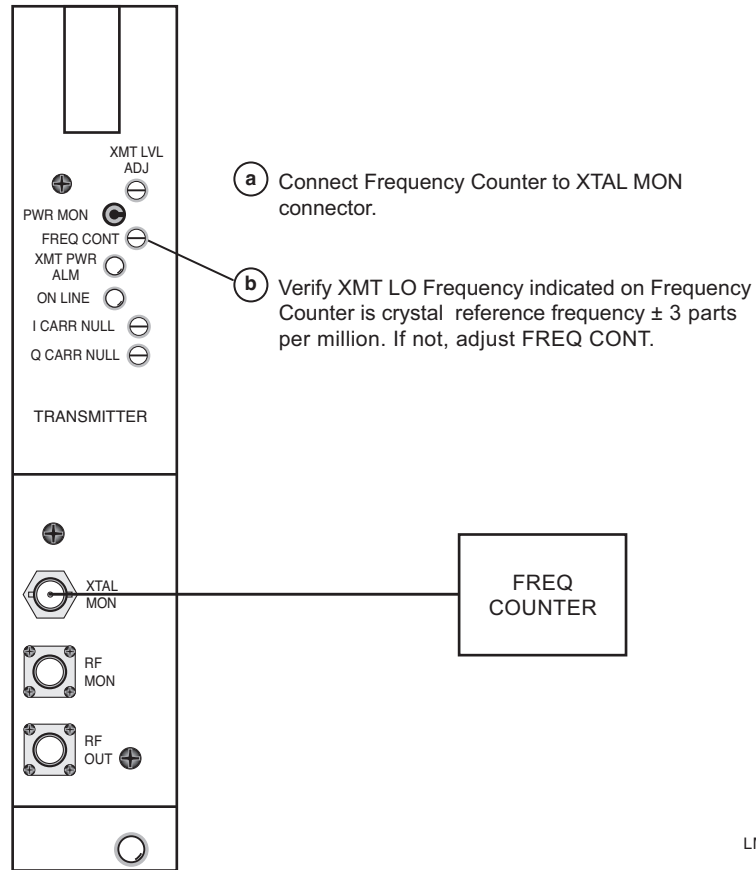 XMT LVL
ADJ
PWR MON
FREQ CONT
XMT PWR
ALM
ON LINE
I CARR NULL
Q CARR NULL
TRANSMITTER
a Connect Frequency Counter to XTAL MON
connector.
b Verify XMT LO Frequency indicated on Frequency
Counter is crystal reference frequency ± 3 parts
per million. If not, adjust FREQ CONT.
XTAL
MON
RF
MON
RF
OUT
FREQ
COUNTER